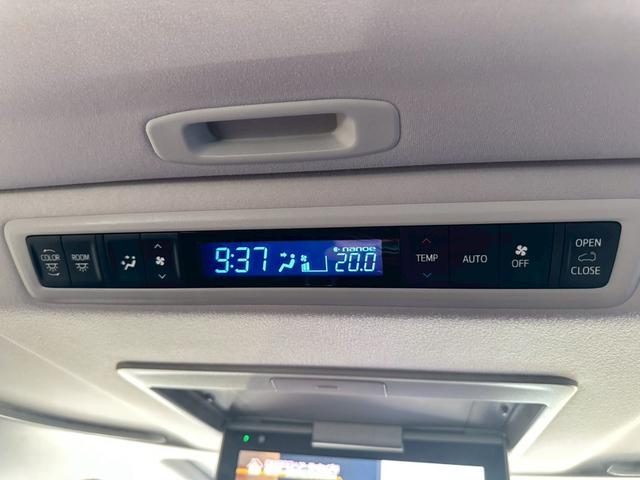 COLOR
ROOM
9:37
nanoe
20.0
TEMP
AUTO
OFF
OPEN
CLOSE